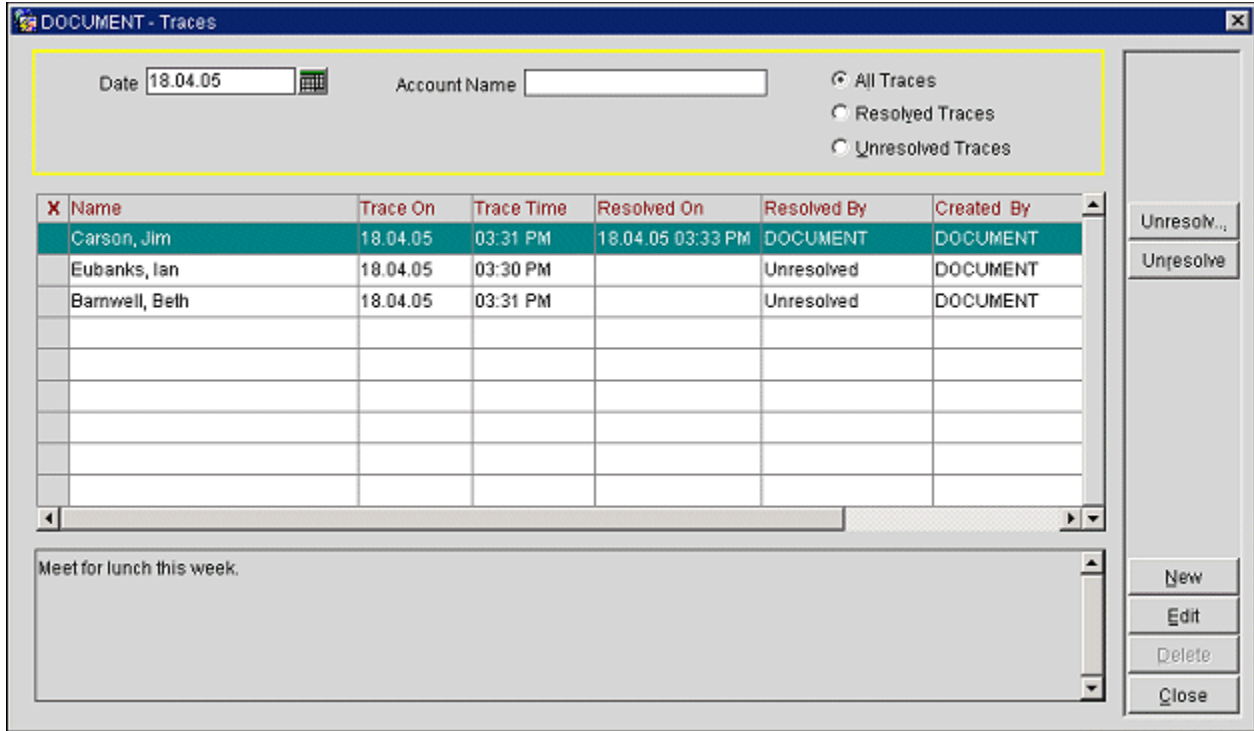 DOCUMENT - Traces
Date 18.04.05 Account Name
All Traces
Resolved Traces
Unresolved Traces
X Name Trace On Trace Time Resolved On Resolved By Created By
Carson, Jim 18.04.05 03:31 PM 18.04.05 03:33 PM DOCUMENT DOCUMENT
Eubanks, Ian 18.04.05 03:30 PM Unresolved DOCUMENT
Barnwell, Beth 18.04.05 03:31 PM Unresolved DOCUMENT
Meet for lunch this week.
Unresolv...
Unresolve
New
Edit
Delete
Close